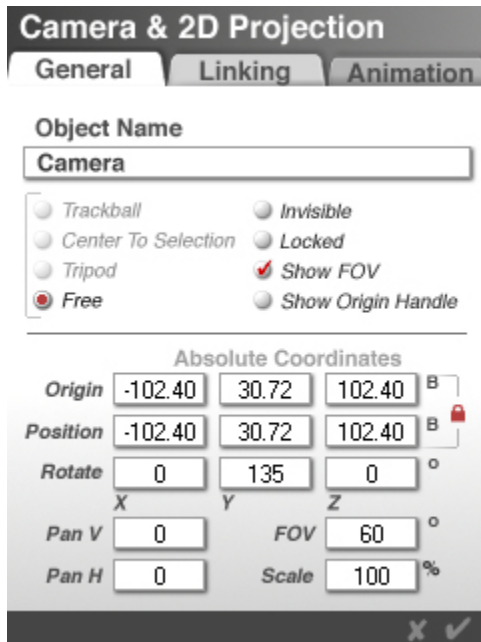 Camera & 2D Projection
General Linking Animation
Object Name
Camera
Trackball Invisible
Center To Selection Locked
Tripod Show FOV
Free Show Origin Handle
Absolute Coordinates
Origin -102.40 30.72 102.40 B
Position -102.40 30.72 102.40 B
Rotate 0 135 0 °
X Y Z
Pan V 0 FOV 60 °
Pan H 0 Scale 100 %